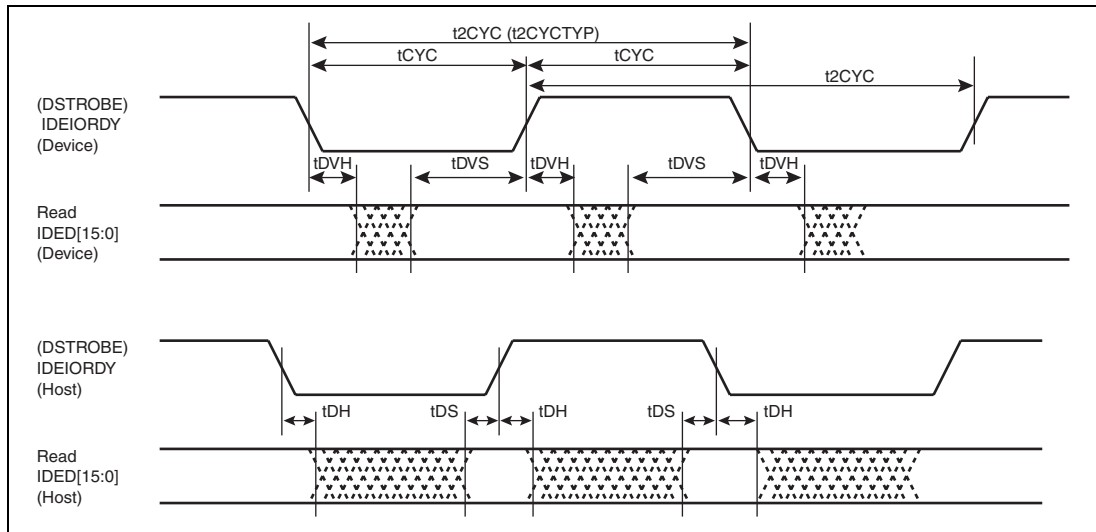 t2CYC (t2CYCTYP)
tCYC
tCYC
t2CYC
(DSTROBE)
IDEIORDY
(Device)
tDVH
tDVS
tDVH
tDVS
tDVH
Read
IDED[15:0]
(Device)
(DSTROBE)
IDEIORDY
(Host)
tDH
tDS
tDH
tDS
tDH
Read
IDED[15:0]
(Host)